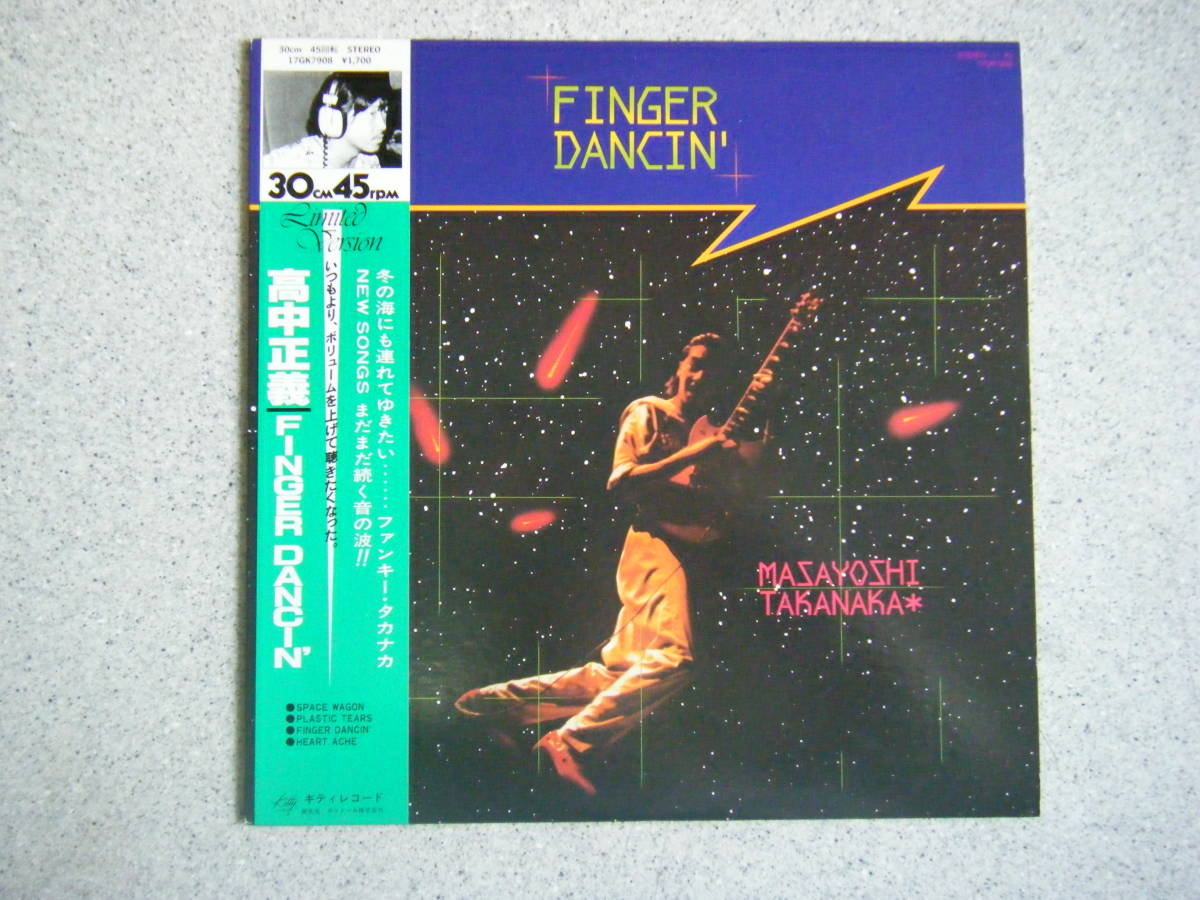 30cm 45回転 STEREO
17GK7908 ¥1,700
30cm45rpm
Limited
Version
冬の海にも連れてゆきたい……ファンキー・タカナカ
NEW SONGS まだまだ続く音の波!!
いつもより、ボリュームを上げて聴きたくなった。
高中正義 FINGER DANCIN'
●SPACE WAGON
●PLASTIC TEARS
●FINGER DANCIN'
●HEART ACHE
Kitty キティレコード
FINGER
DANCIN'
MASAYOSHI
TAKANAKA*